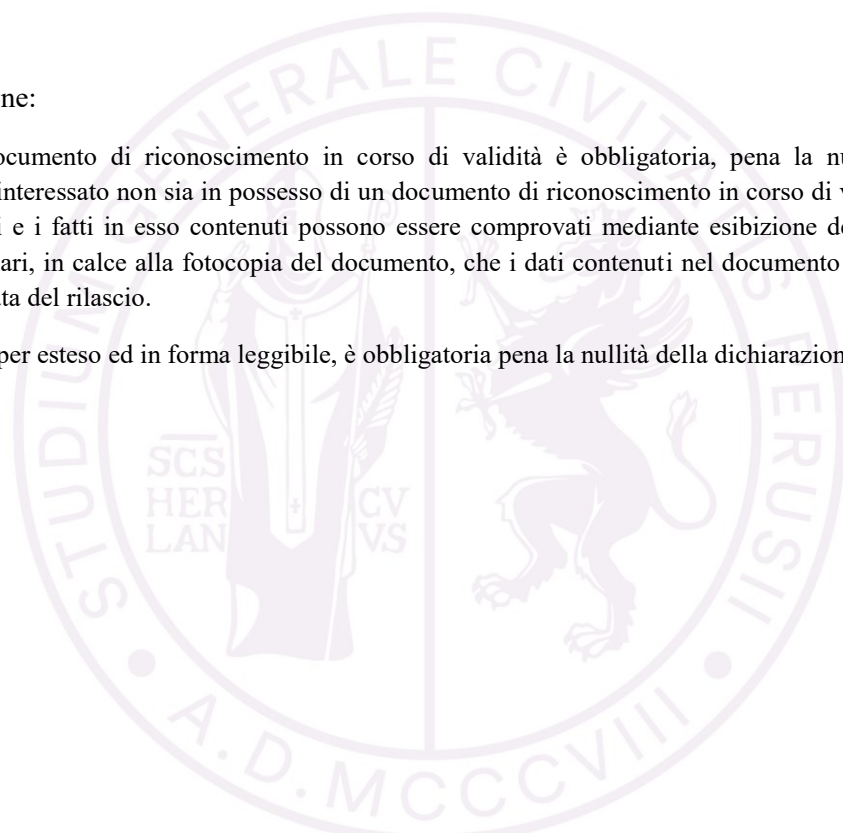 ne:
ocumento di riconoscimento in corso di validità è obbligatoria, pena la nu
interessato non sia in possesso di un documento di riconoscimento in corso di v
i e i fatti in esso contenuti possono essere comprovati mediante esibizione de
ari, in calce alla fotocopia del documento, che i dati contenuti nel documento
ta del rilascio.
per esteso ed in forma leggibile, è obbligatoria pena la nullità della dichiarazion
STUDIUM GENERALE CIVITATIS PERUSII
SCS
HER
LAN
CV
VS
A.D. MCCCVIII